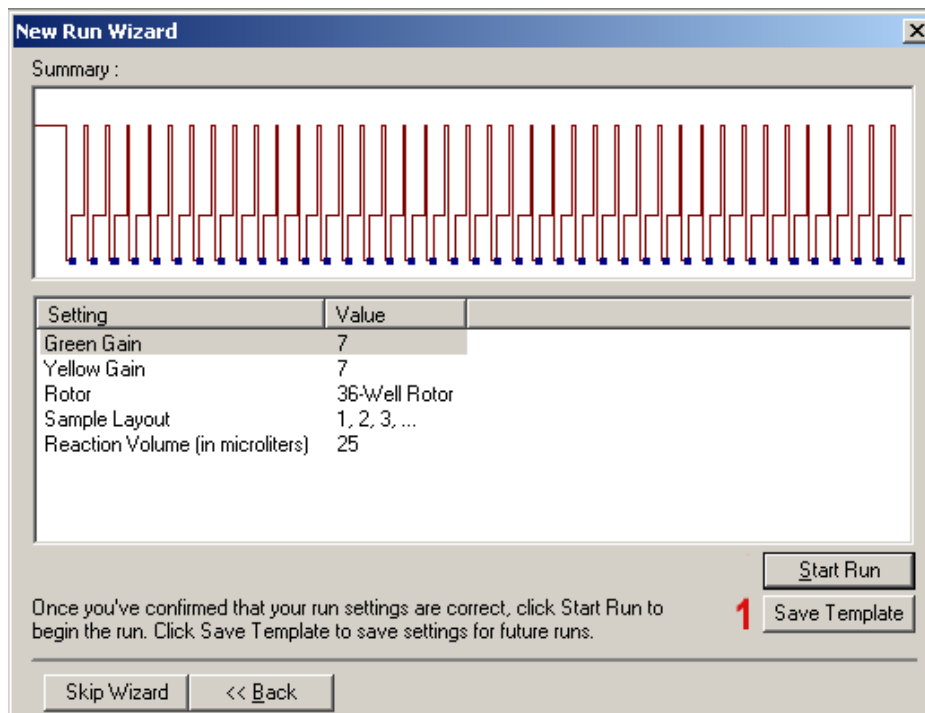 New Run Wizard
Summary :
Setting Value
Green Gain 7
Yellow Gain 7
Rotor 36-Well Rotor
Sample Layout 1, 2, 3, ...
Reaction Volume (in microliters) 25
Start Run
Once you've confirmed that your run settings are correct, click Start Run to
begin the run. Click Save Template to save settings for future runs.
1 Save Template
Skip Wizard << Back